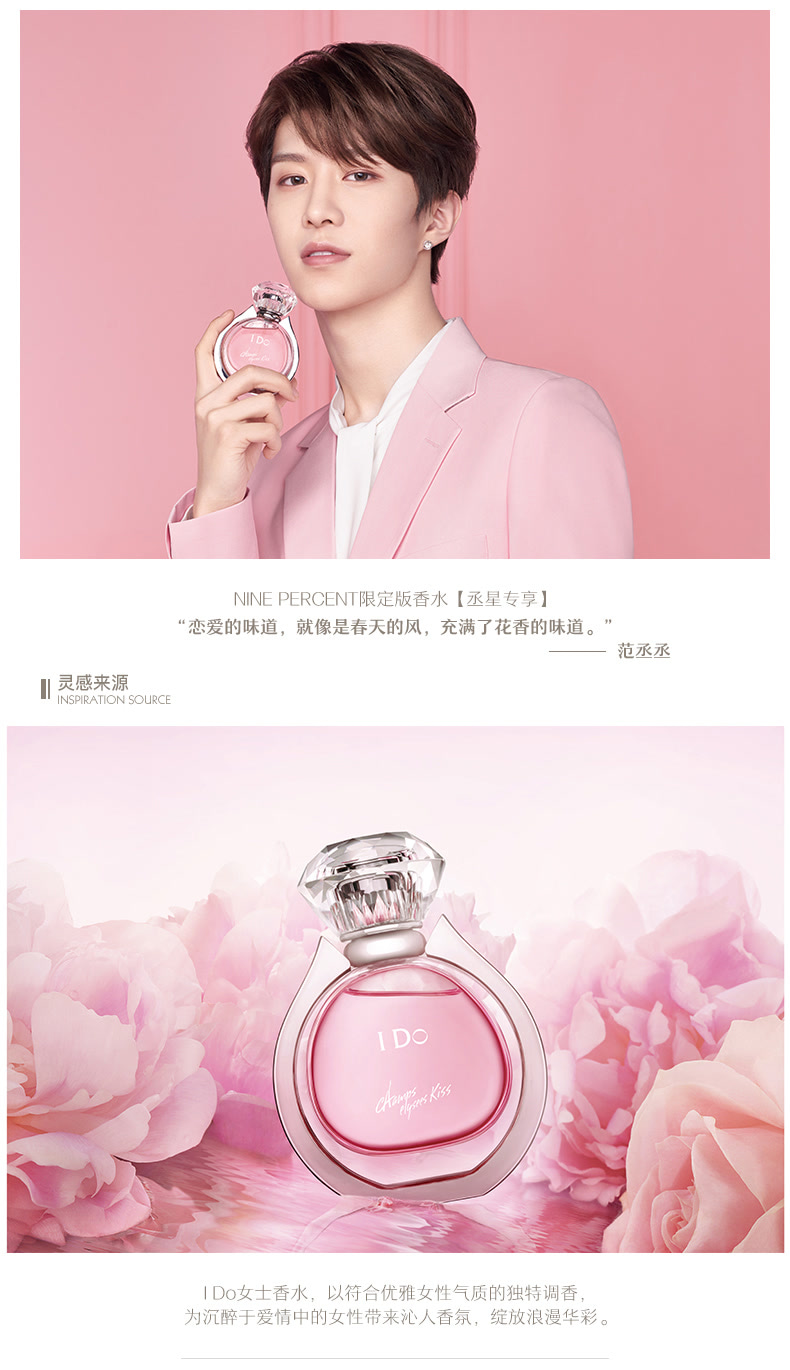 I DO
NINE PERCENT限定版香水【丞星专享】
“恋爱的味道，就像是春天的风，充满了花香的味道。”
—— 范丞丞
灵感来源
INSPIRATION SOURCE
I DO
champs
elysees Kiss
I Do女士香水，以符合优雅女性气质的独特调香，
为沉醉于爱情中的女性带来沁人香氛，绽放浪漫华彩。